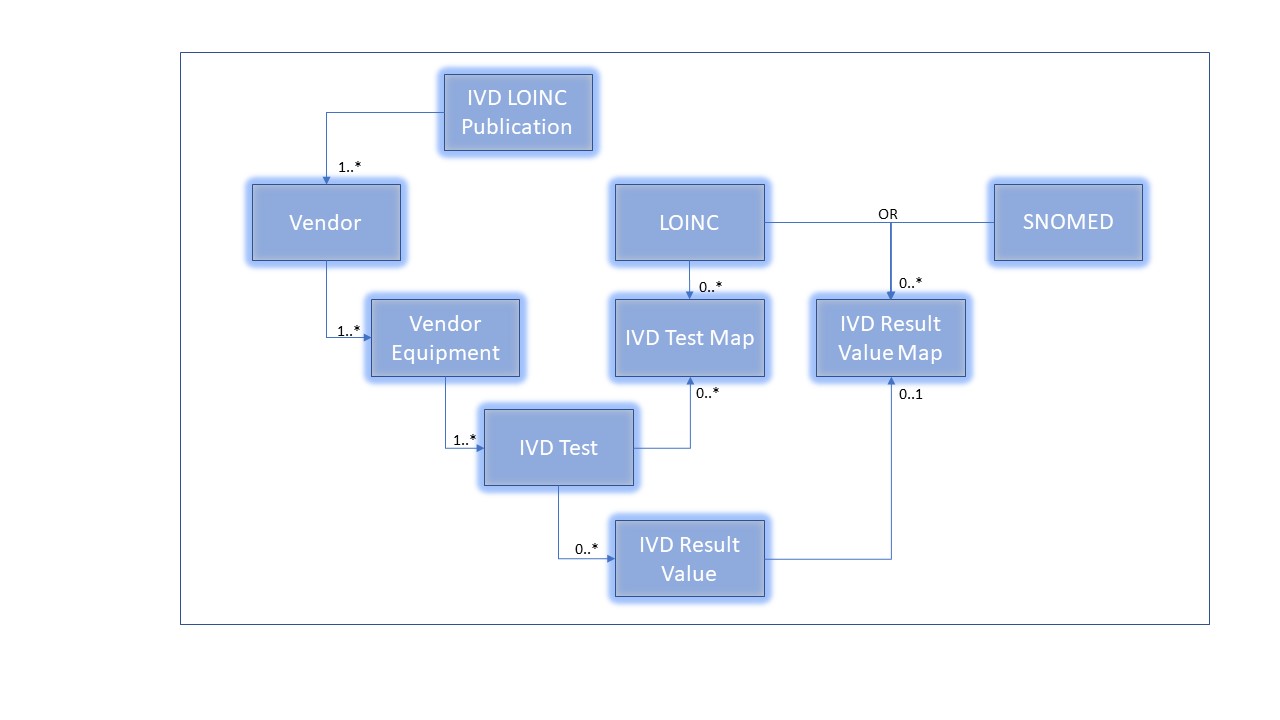 IVD LOINC
Publication
1..*
Vendor
LOINC
OR
SNOMED
0..*
0..*
1..*
Vendor
Equipment
IVD Test Map
IVD Result
Value Map
0..*
0..1
1..*
IVD Test
0..*
IVD Result
Value